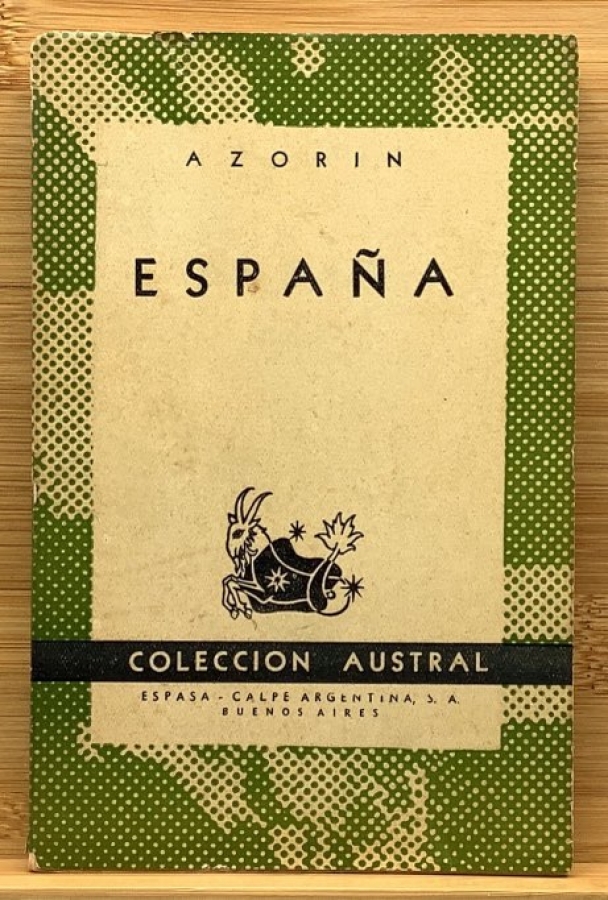 AZORIN
ESPAÑA
COLECCION AUSTRAL
ESPASA - CALPE ARGENTINA, S. A.
BUENOS AIRES